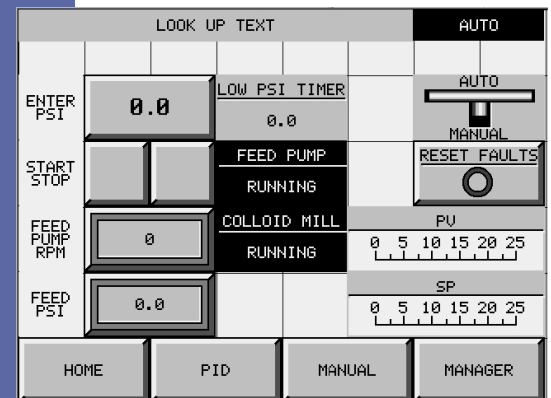 LOOK UP TEXT
AUTO
ENTER
PSI
0.0
LOW PSI TIMER
0.0
AUTO
MANUAL
START
STOP
FEED PUMP
RUNNING
RESET FAULTS
FEED
PUMP
RPM
0
COLLOID MILL
RUNNING
PV
0 5 10 15 20 25
FEED
PSI
0.0
SP
0 5 10 15 20 25
HOME
PID
MANUAL
MANAGER